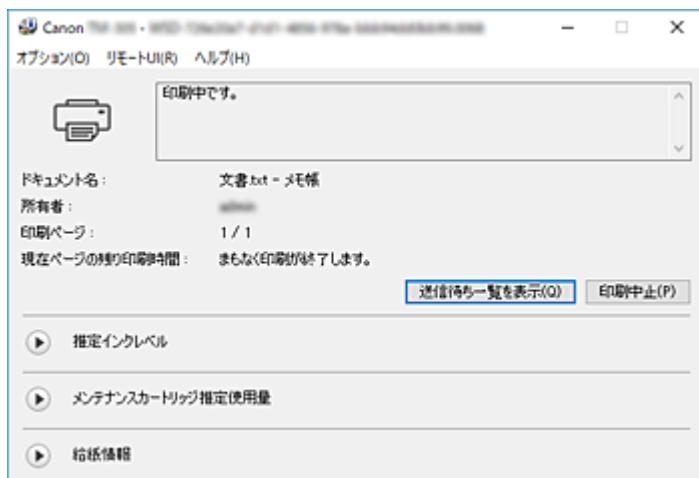 Canon
オプション(O) リモートUI(R) ヘルプ(H)
印刷中です。
ドキュメント名： 文書.txt - メモ帳
所有者：
印刷ページ： 1 / 1
現在ページの残り印刷時間： まもなく印刷が終了します。
送信待ち一覧を表示(Q) 印刷中止(P)
推定インクレベル
メンテナンスカートリッジ推定使用量
給紙情報